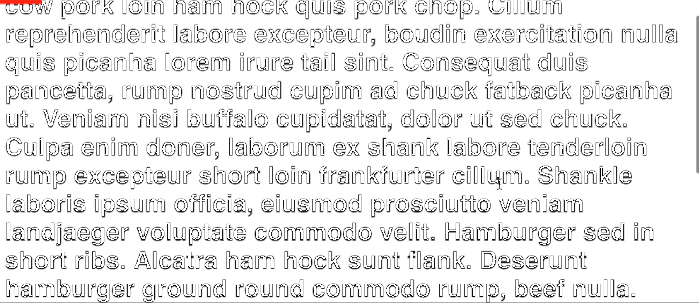 cow pork loin ham hock quis pork chop. Cillum
reprehenderit labore excepteur, boudin exercitation nulla
quis picanha lorem irure tail sint. Consequat duis
pancetta, rump nostrud cupim ad chuck fatback picanha
ut. Veniam nisi buffalo cupidatat, dolor ut sed chuck.
Culpa enim doner, laborum ex shank labore tenderloin
rump excepteur short loin frankfurter cillum. Shankle
laboris ipsum officia, eiusmod prosciutto veniam
landjaeger voluptate commodo velit. Hamburger sed in
short ribs. Alcatra ham hock sunt flank. Deserunt
hamburger ground round commodo rump, beef nulla.